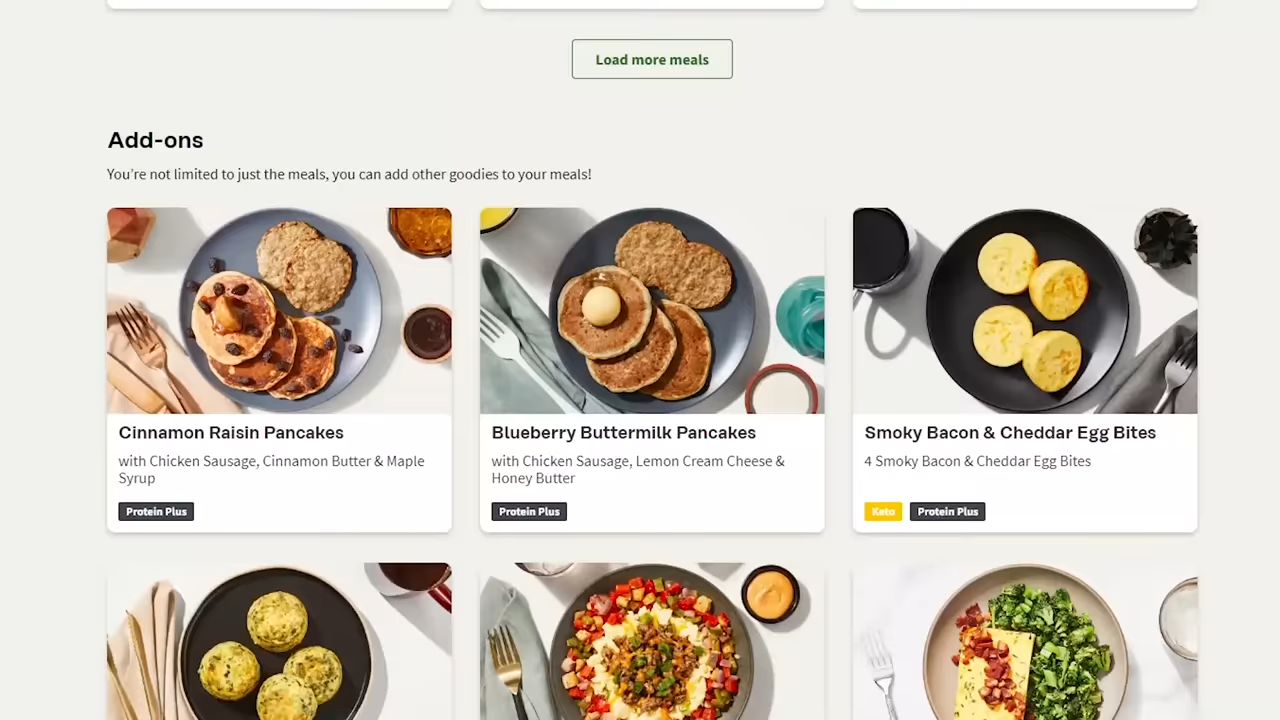 Load more meals
Add-ons
You’re not limited to just the meals, you can add other goodies to your meals!
Cinnamon Raisin Pancakes
with Chicken Sausage, Cinnamon Butter & Maple
Syrup
Protein Plus
Blueberry Buttermilk Pancakes
with Chicken Sausage, Lemon Cream Cheese &
Honey Butter
Protein Plus
Smoky Bacon & Cheddar Egg Bites
4 Smoky Bacon & Cheddar Egg Bites
Keto
Protein Plus